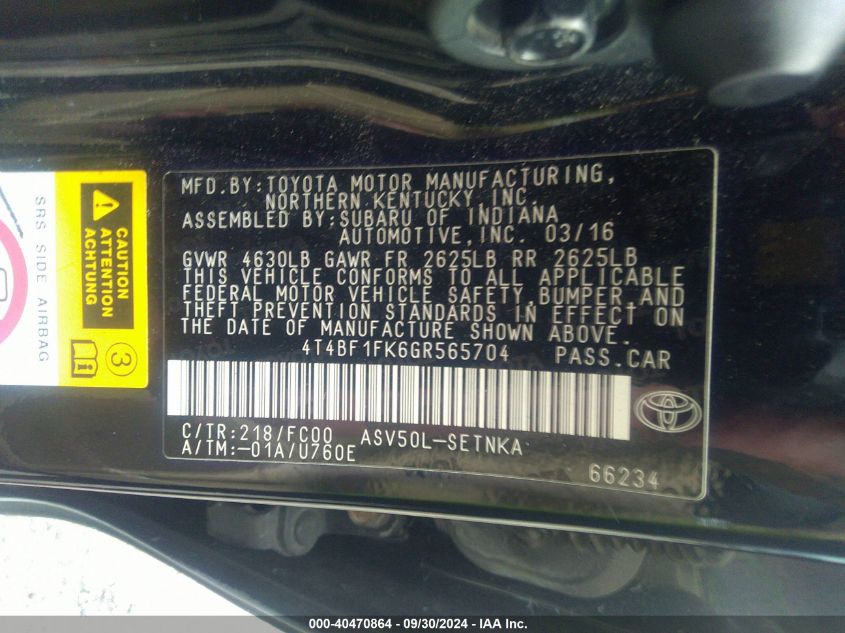 MFD.BY:TOYOTA MOTOR MANUFACTURING,
NORTHERN KENTUCKY,INC.
ASSEMBLED BY:SUBARU OF INDIANA
AUTOMOTIVE,INC. 03/16
GVWR 4630LB GAWR FR 2625LB RR 2625LB
THIS VEHICLE CONFORMS TO ALL APPLICABLE
FEDERAL MOTOR VEHICLE SAFETY,BUMPER,AND
THEFT PREVENTION STANDARDS IN EFFECT ON
THE DATE OF MANUFACTURE SHOWN ABOVE.
4T4BF1FK6GR565704 PASS.CAR
C/TR:218/FC00 ASV50L-SETNKA
A/TM:-01A/U760E
66234
SRS SIDE AIRBAG
CAUTION
ATTENTION
ACHTUNG
3
000-40470864 - 09/30/2024 - IAA Inc.